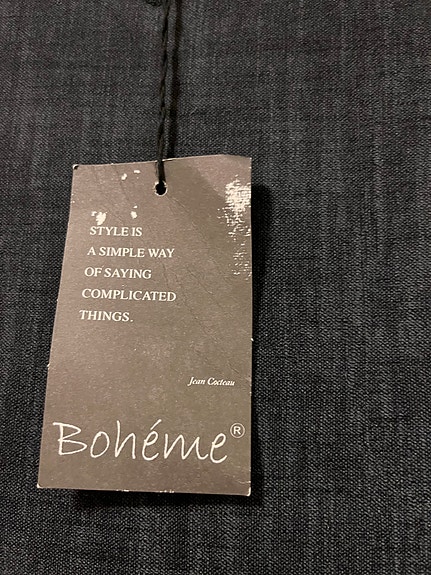 STYLE IS
A SIMPLE WAY
OF SAYING
COMPLICATED
THINGS.
Jean Cocteau
Bohéme®